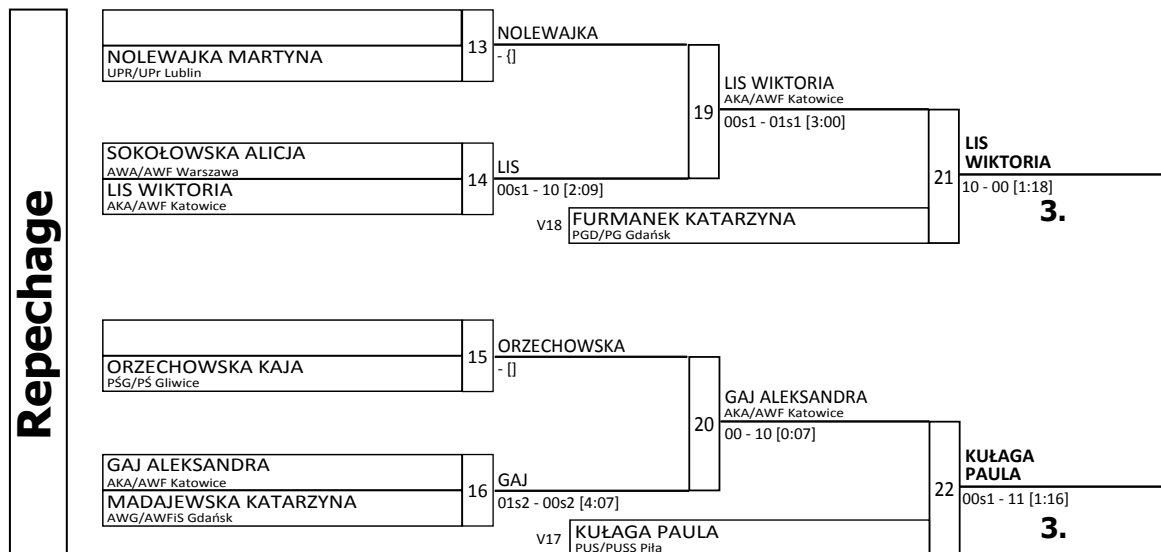 Repechage
NOLEWAJKA MARTYNA
UPR/UPr Lublin
13
NOLEWAJKA
- {]
SOKOŁOWSKA ALICJA
AWA/AWF Warszawa
LIS WIKTORIA
AKA/AWF Katowice
14
LIS
00s1 - 10 [2:09]
19
LIS WIKTORIA
AKA/AWF Katowice
00s1 - 01s1 [3:00]
V18
FURMANEK KATARZYNA
PGD/PG Gdańsk
21
LIS
WIKTORIA
10 - 00 [1:18]
3.
ORZECHOWSKA KAJA
PŚG/PŚ Gliwice
15
ORZECHOWSKA
- []
GAJ ALEKSANDRA
AKA/AWF Katowice
MADAJEWSKA KATARZYNA
AWG/AWFiS Gdańsk
16
GAJ
01s2 - 00s2 [4:07]
20
GAJ ALEKSANDRA
AKA/AWF Katowice
00 - 10 [0:07]
V17
KUŁAGA PAULA
PUS/PUSS Piła
22
KUŁAGA
PAULA
00s1 - 11 [1:16]
3.